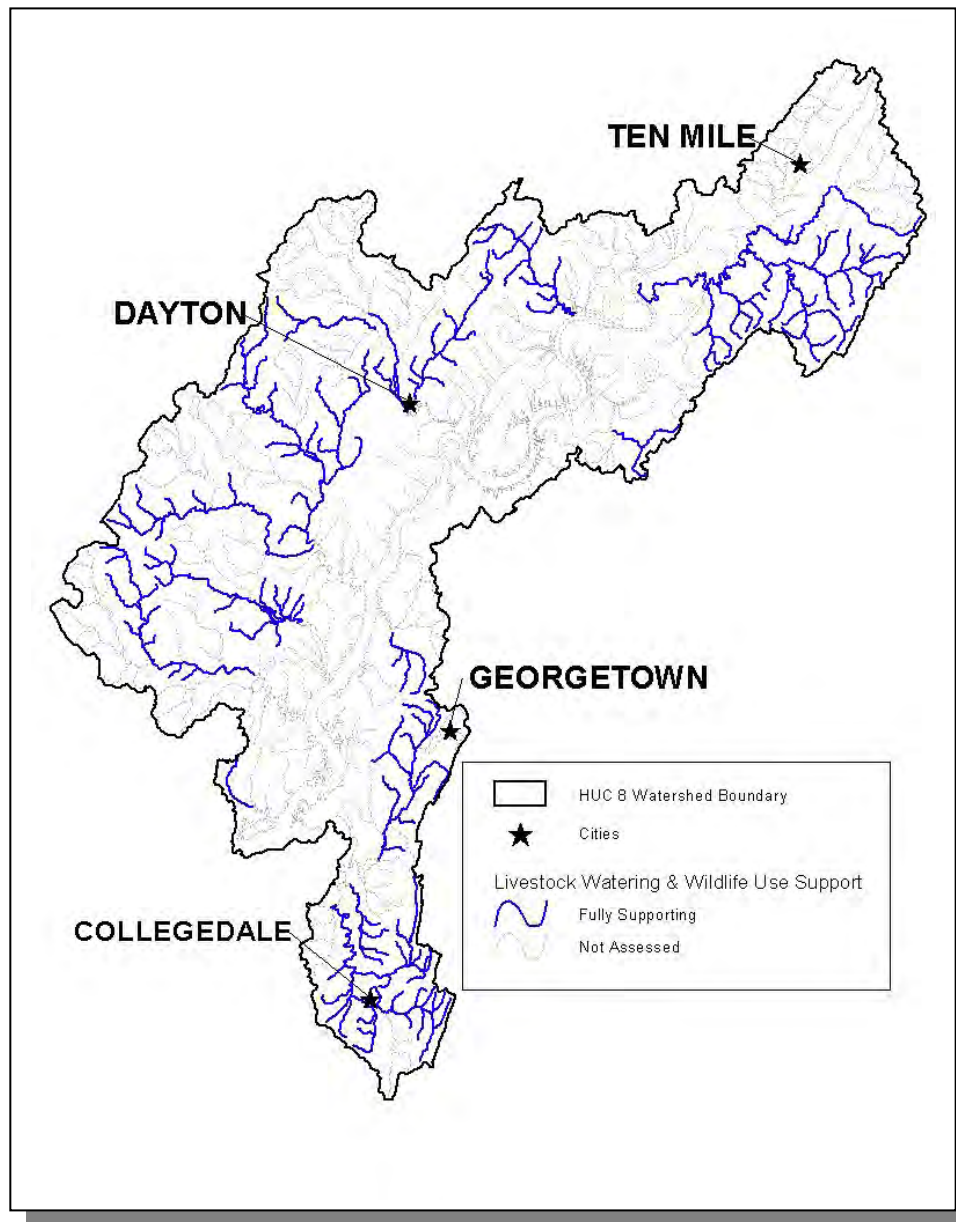 TEN MILE
DAYTON
GEORGETOWN
HUC 8 Watershed Boundary
Cities
Livestock Watering & Wildlife Use Support
Fully Supporting
Not Assessed
COLLEGEDALE